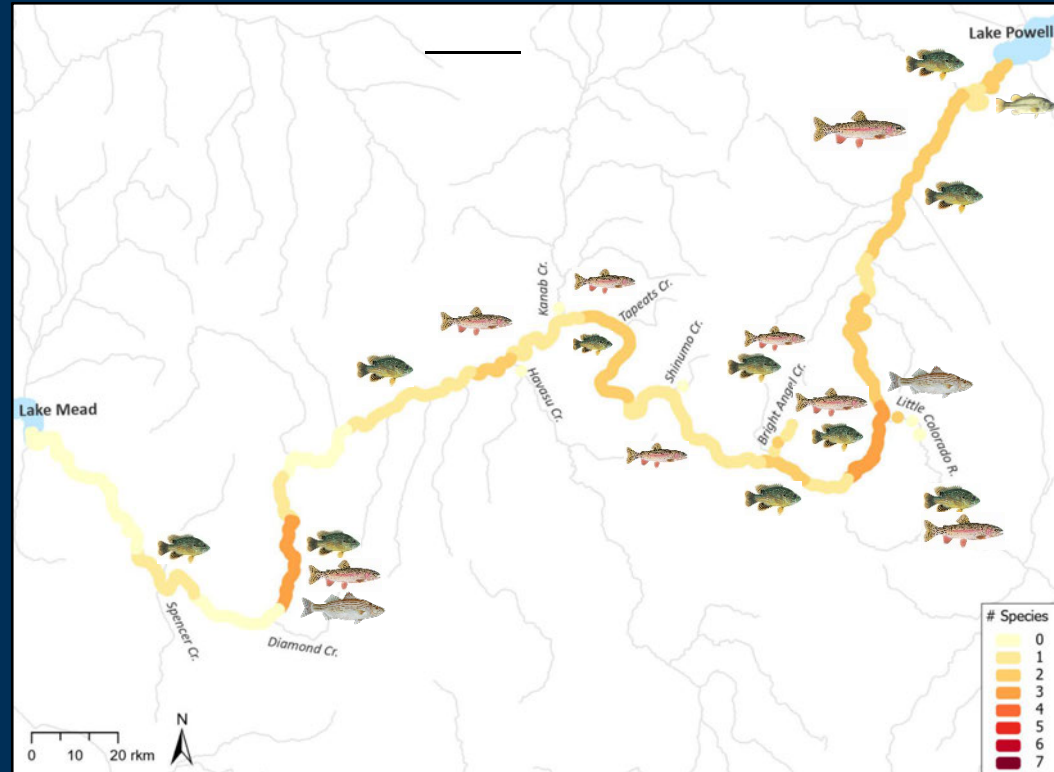 Lake Powell
Kanab Cr.
Tapeats Cr.
Shinumo Cr.
Havasu Cr.
Bright Angel Cr.
Little Colorado R.
Lake Mead
Spencer Cr.
Diamond Cr.
N
0 10 20 rkm
# Species
0
1
2
3
4
5
6
7